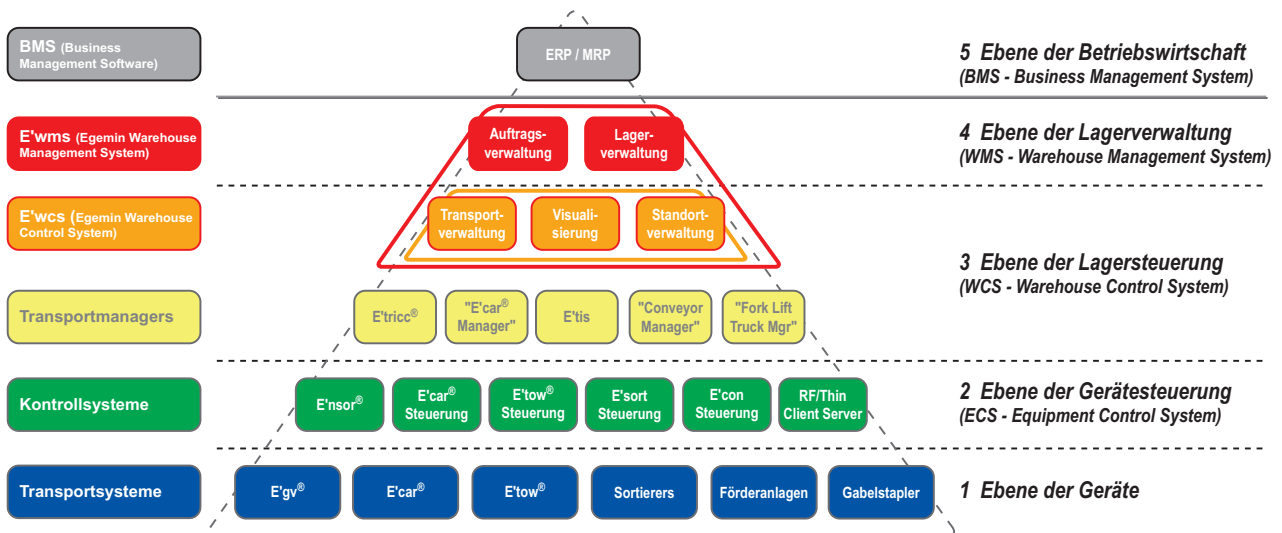 BMS (Business
Management Software)
ERP / MRP
5 Ebene der Betriebswirtschaft
(BMS - Business Management System)
E'wms (Egemin Warehouse
Management System)
Auftrags-
verwaltung
Lager-
verwaltung
4 Ebene der Lagerverwaltung
(WMS - Warehouse Management System)
E'wcs (Egemin Warehouse
Control System)
Transport-
verwaltung
Visuali-
sierung
Standort-
verwaltung
3 Ebene der Lagersteuerung
(WCS - Warehouse Control System)
Transportmanagers
E'tricc®
"E'car®
Manager"
E'tis
"Conveyor
Manager"
"Fork Lift
Truck Mgr"
Kontrollsysteme
E'nsor®
E'car®
Steuerung
E'tow®
Steuerung
E'sort
Steuerung
E'con
Steuerung
RF/Thin
Client Server
2 Ebene der Gerätesteuerung
(ECS - Equipment Control System)
Transportsysteme
E'gv®
E'car®
E'tow®
Sortierers
Förderanlagen
Gabelstapler
1 Ebene der Geräte